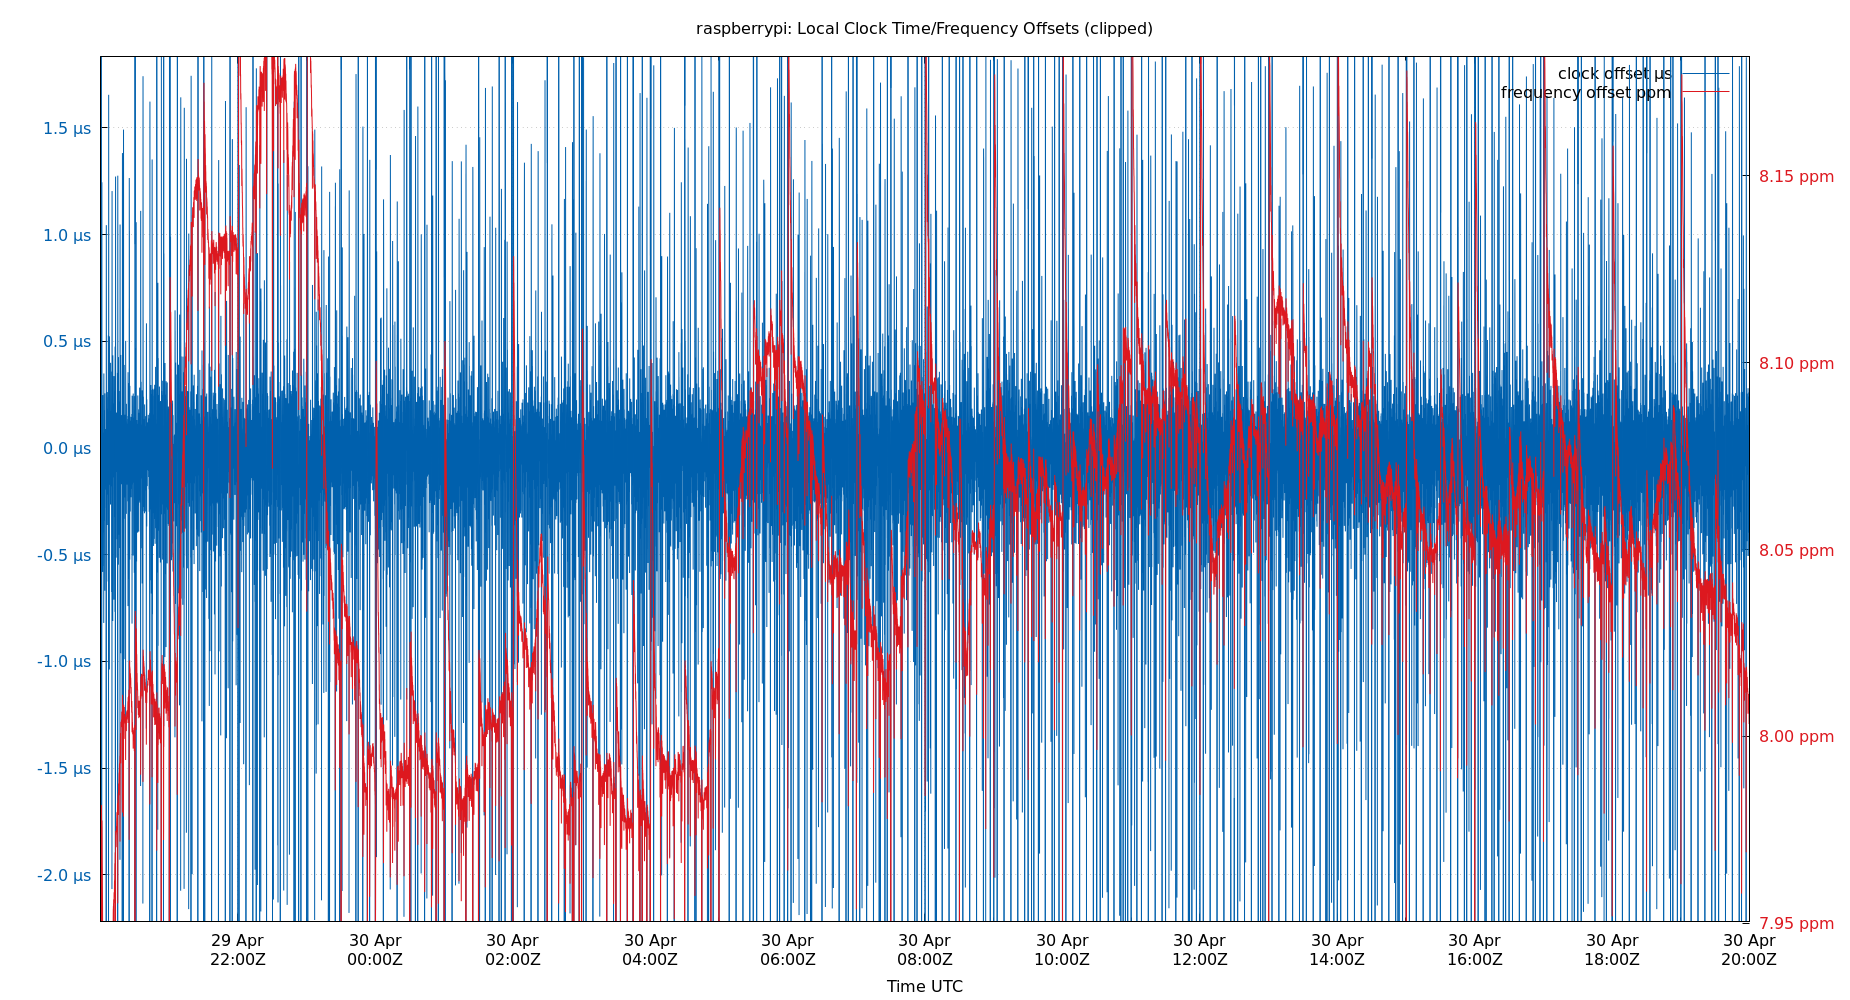 raspberrypi: Local Clock Time/Frequency Offsets (clipped)
clock offset µs
frequency offset ppm
1.5 µs
1.0 µs
0.5 µs
0.0 µs
-0.5 µs
-1.0 µs
-1.5 µs
-2.0 µs
8.15 ppm
8.10 ppm
8.05 ppm
8.00 ppm
7.95 ppm
29 Apr 30 Apr 30 Apr 30 Apr 30 Apr 30 Apr 30 Apr 30 Apr 30 Apr 30 Apr 30 Apr 30 Apr
22:00Z 00:00Z 02:00Z 04:00Z 06:00Z 08:00Z 10:00Z 12:00Z 14:00Z 16:00Z 18:00Z 20:00Z
Time UTC